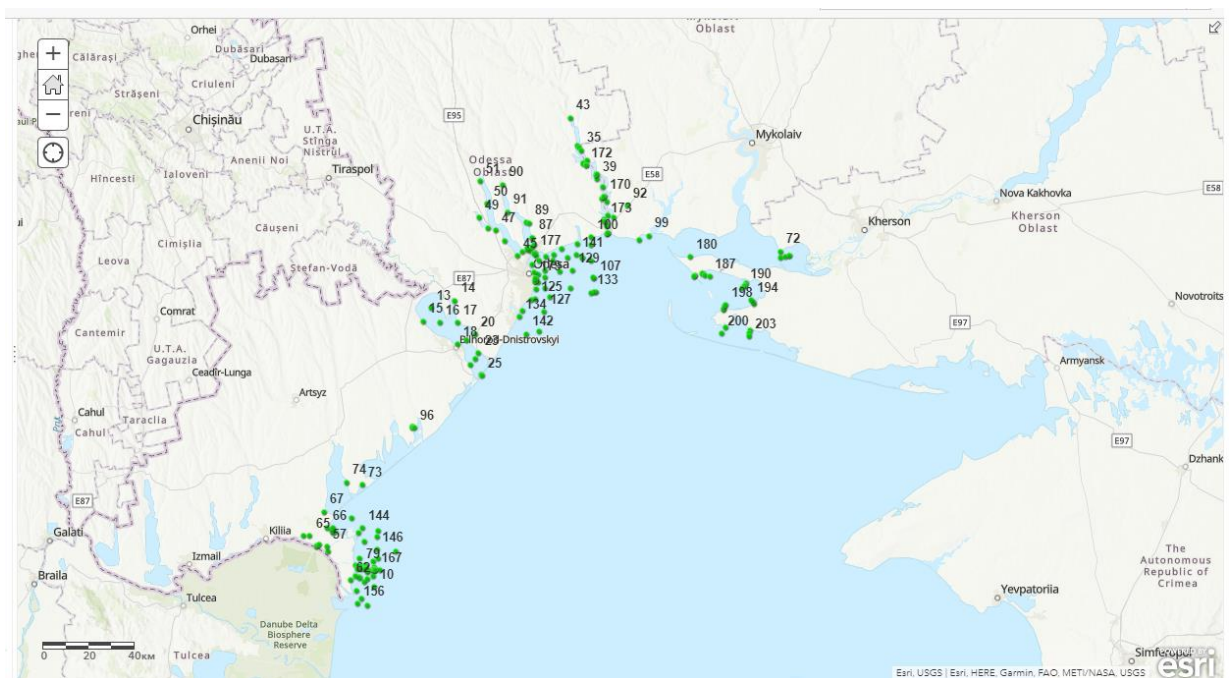 Orhei
Mykolaiv
Oblast
Dubăsari
Dubasari
Călărași
Criuleni
Strășeni
Chișinău
U.T.A.
Stînga
Nistrului
Anenii Noi
Tiraspol
Hîncesti
Ialoveni
Căușeni
Cimișlia
Leova
Ștefan-Vodă
Comrat
Cantemir
U.T.A.
Gagauzia
Ceadîr-Lunga
Artsyz
Cahul
Cahul
Taraclia
Prut
E87
Galati
Braila
Izmail
Tulcea
Tulcea
Kiliia
Danube Delta
Biosphere
Reserve
E95
Odessa
Oblast
E87
Odesa
Bilhorod-Dnistrovskyi
Mykolaiv
E58
Nova Kakhovka
E58
Kherson
Kherson
Oblast
Novotroits
E97
Armyansk
E97
Dzhank
The
Autonomous
Republic of
Crimea
Yevpatoriia
Simferopol
43
35
172
39
170
92
173
100
99
51
90
50
91
49
47
89
87
177
45
141
129
107
133
125
127
134
142
14
13
15
16
17
20
18
23
25
96
180
187
72
190
194
198
200
203
74
73
67
66
65
57
144
146
79
167
62
10
156
0 20 40км
Esri, USGS | Esri, HERE, Garmin, FAO, METI/NASA, USGS
POWERED BY
esri